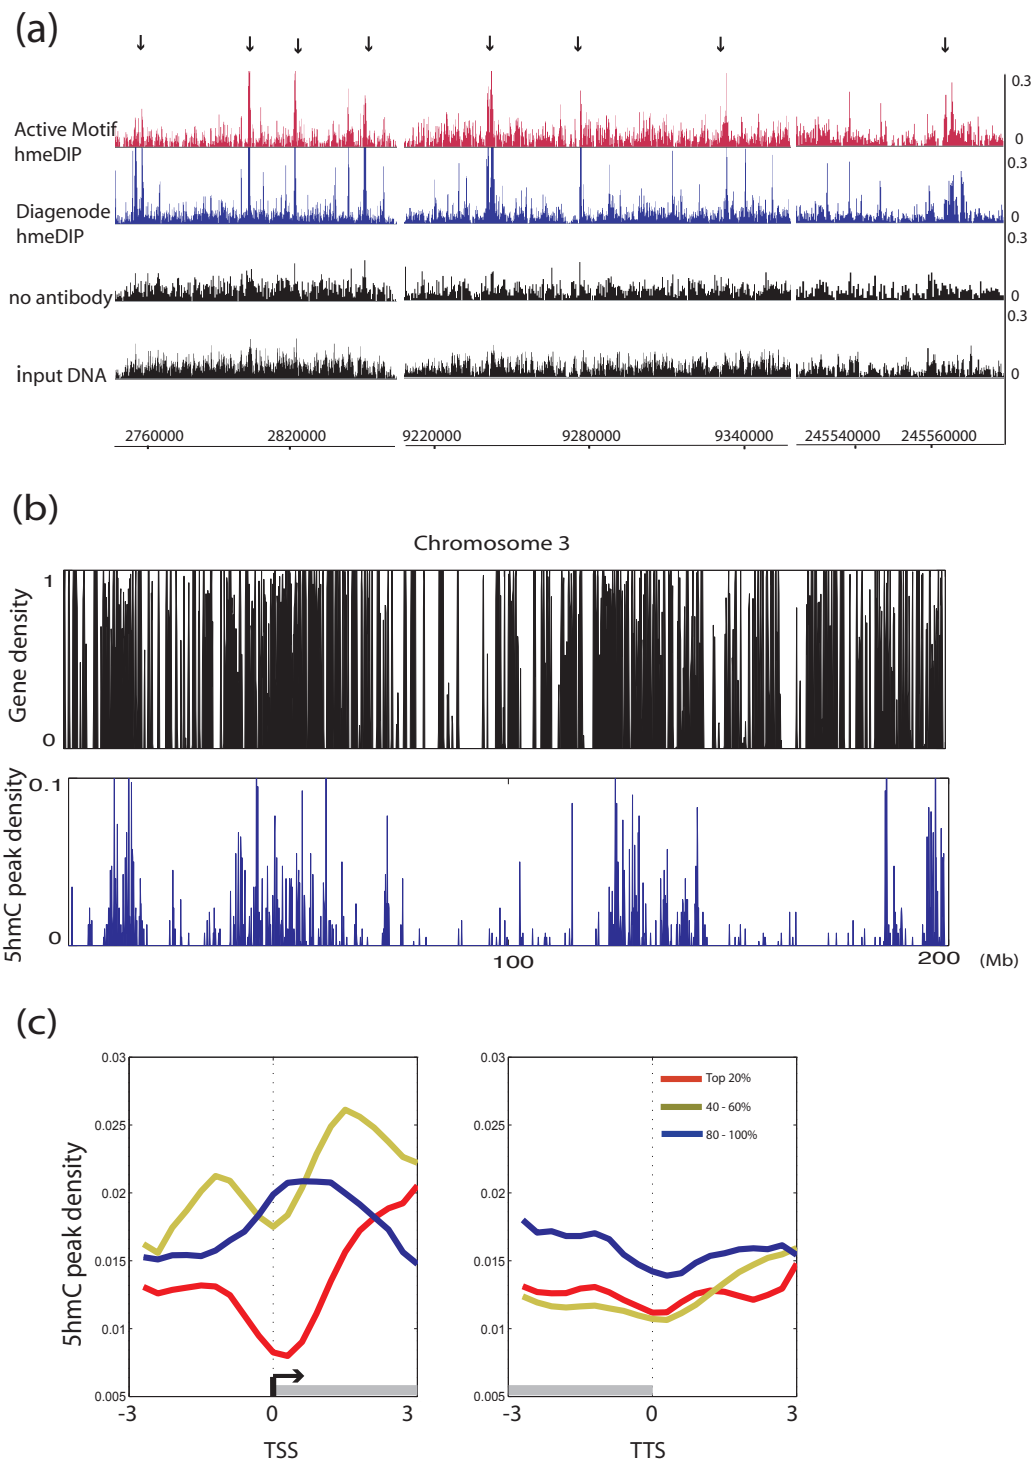 (a)
0.3
Active Motif
hmeDIP
0
0.3
Diagenode
hmeDIP
0
0.3
no antibody
0
0.3
input DNA
0
2760000 2820000 9220000 9280000 9340000 245540000 245560000
(b)
Chromosome 3
1
Gene density
0
0.1
5hmC peak density
0
100 200 (Mb)
(c)
0.03 0.03
0.025 0.025
0.02 0.02
0.015 0.015
0.01 0.01
0.005 0.005
5hmC peak density
Top 20%
40 - 60%
80 - 100%
-3 0 3 -3 0 3
TSS TTS